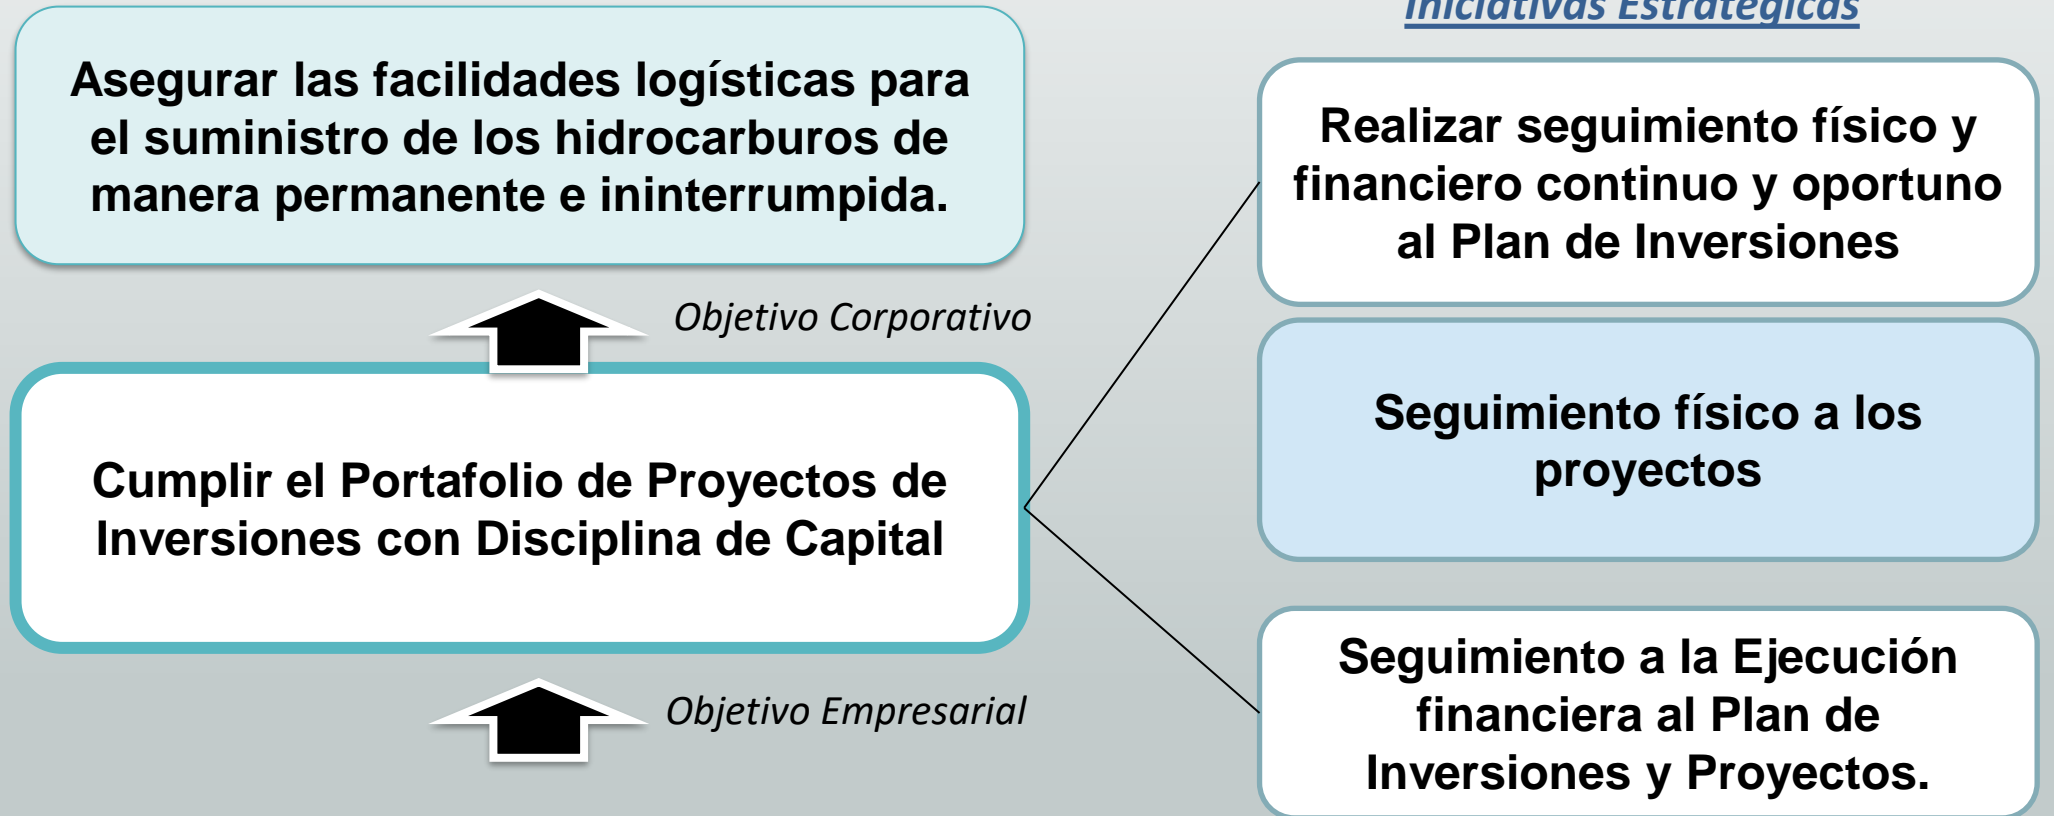 Asegurar las facilidades logísticas para
el suministro de los hidrocarburos de
manera permanente e ininterrumpida.
Objetivo Corporativo
Cumplir el Portafolio de Proyectos de
Inversiones con Disciplina de Capital
Objetivo Empresarial
Iniciativas Estratégicas
Realizar seguimiento físico y
financiero continuo y oportuno
al Plan de Inversiones
Seguimiento físico a los
proyectos
Seguimiento a la Ejecución
financiera al Plan de
Inversiones y Proyectos.